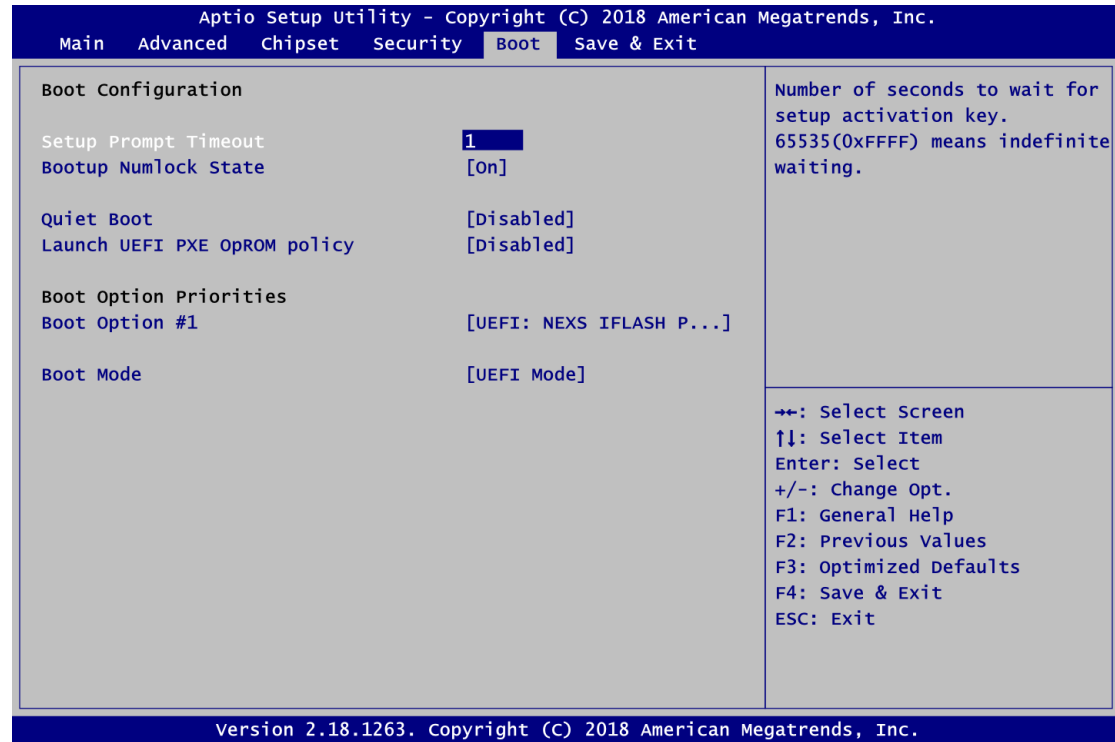 Aptio Setup Utility - Copyright (C) 2018 American Megatrends, Inc.
Main Advanced Chipset Security Boot Save & Exit
Boot Configuration
Setup Prompt Timeout 1
Bootup Numlock State [On]
Quiet Boot [Disabled]
Launch UEFI PXE OpROM policy [Disabled]
Boot Option Priorities
Boot Option #1 [UEFI: NEXS IFLASH P...]
Boot Mode [UEFI Mode]
Number of seconds to wait for
setup activation key.
65535(0xFFFF) means indefinite
waiting.
→←: Select Screen
↑↓: Select Item
Enter: Select
+/-: Change Opt.
F1: General Help
F2: Previous Values
F3: Optimized Defaults
F4: Save & Exit
ESC: Exit
Version 2.18.1263. Copyright (C) 2018 American Megatrends, Inc.